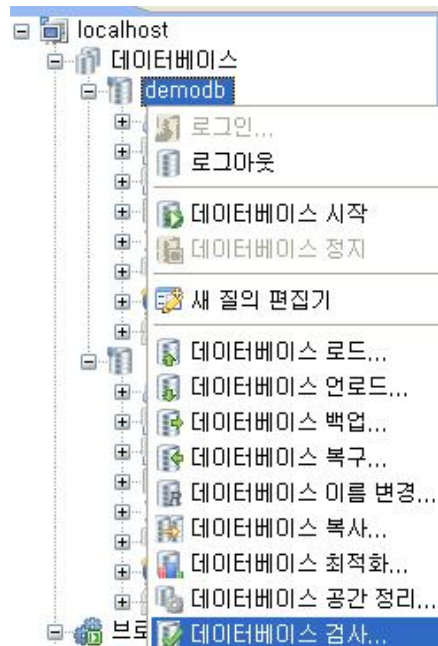 localhost
데이터베이스
demodb
로그인...
로그아웃
데이터베이스 시작
데이터베이스 정지
새 질의 편집기
데이터베이스 로드...
데이터베이스 언로드...
데이터베이스 백업...
데이터베이스 복구...
데이터베이스 이름 변경...
데이터베이스 복사...
데이터베이스 최적화...
데이터베이스 공간 정리...
브로
데이터베이스 검사...